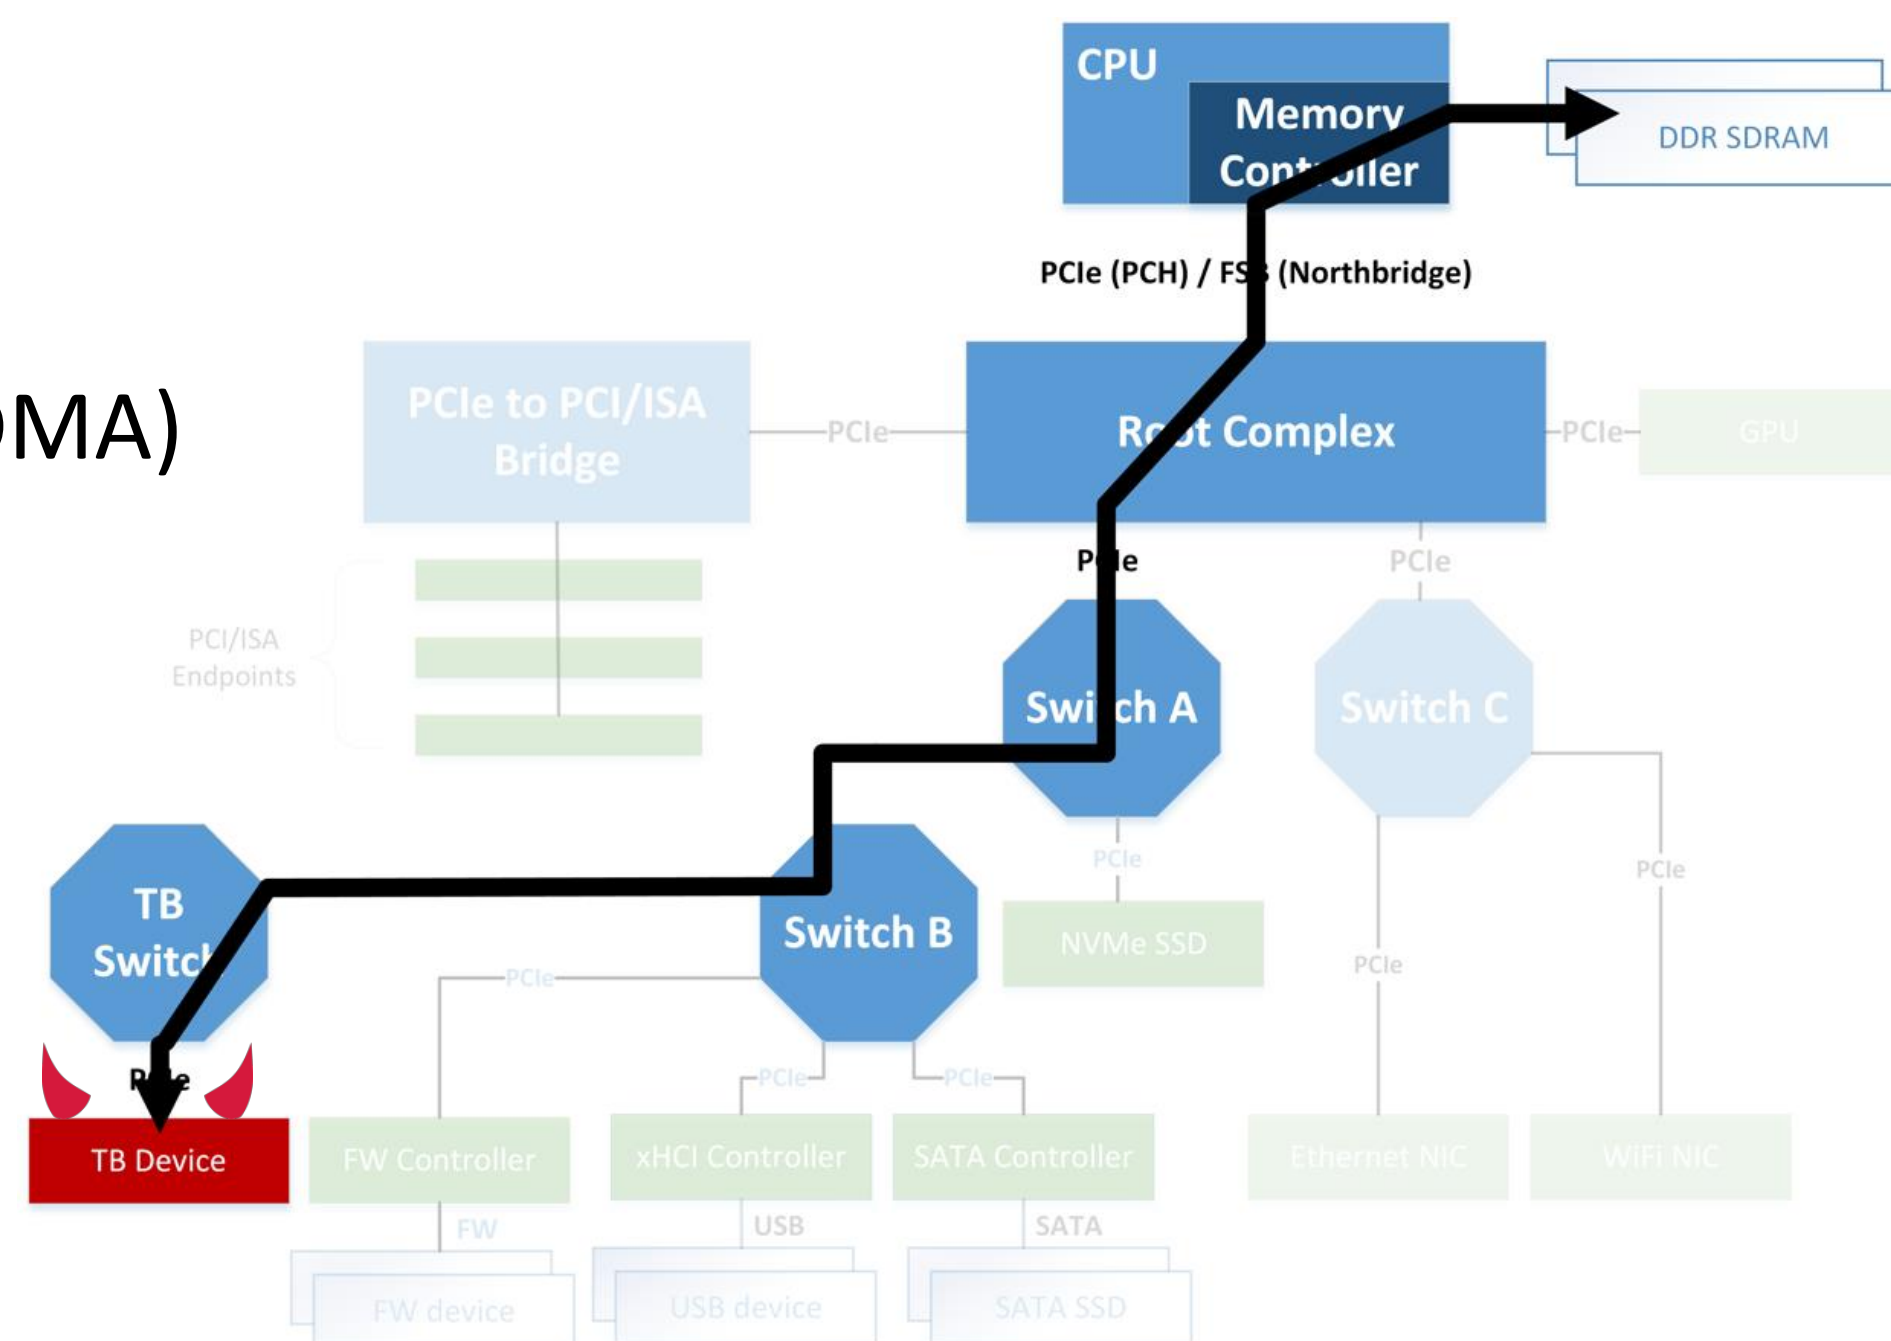 CPU
Memory
Controller
DDR SDRAM
PCIe (PCH) / FSB (Northbridge)
DMA)
PCIe to PCI/ISA
Bridge
PCIe
Root Complex
PCIe
GPU
PCIe
PCIe
PCI/ISA
Endpoints
Switch A
Switch C
PCIe
PCIe
TB
Switch
Switch B
NVMe SSD
PCIe
PCIe
PCIe
PCIe
PCIe
TB Device
FW Controller
xHCI Controller
SATA Controller
Ethernet NIC
WiFi NIC
FW
USB
SATA
FW device
USB device
SATA SSD